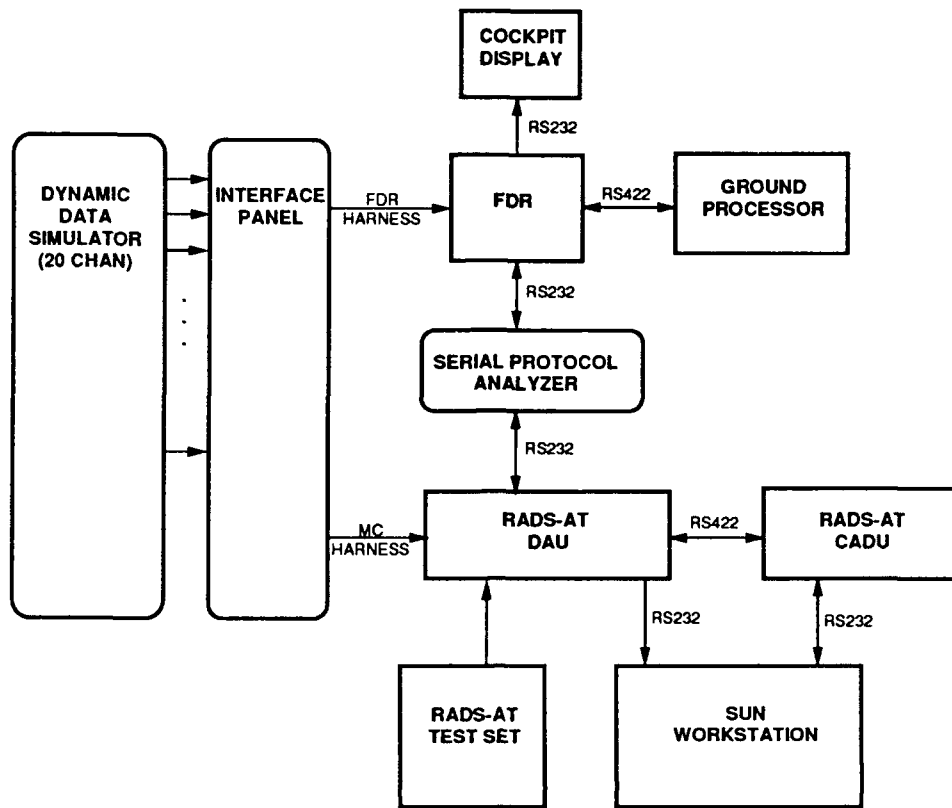 COCKPIT
DISPLAY
RS232
DYNAMIC
DATA
SIMULATOR
(20 CHAN)
INTERFACE
PANEL
FDR
HARNESS
FDR
RS422
GROUND
PROCESSOR
RS232
SERIAL PROTOCOL
ANALYZER
RS232
MC
HARNESS
RADS-AT
DAU
RS422
RADS-AT
CADU
RS232
RS232
RADS-AT
TEST SET
SUN
WORKSTATION